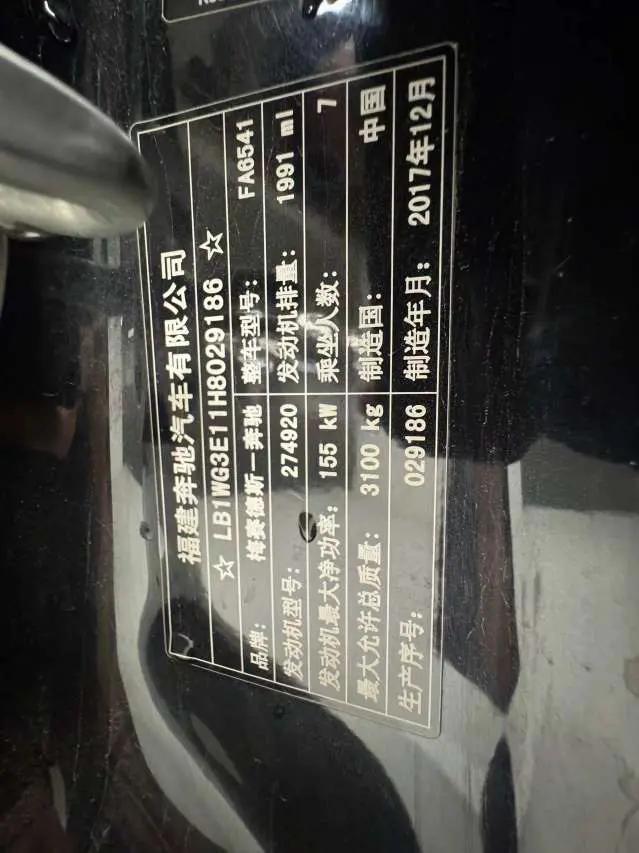 福建奔驰汽车有限公司
☆ LB1WG3E11H8029186 ☆
品牌: 梅赛德斯—奔驰 整车型号: FA6541
发动机型号: 274920 发动机排量: 1991 ml
发动机最大净功率: 155 kW 乘坐人数: 7
最大允许总质量: 3100 kg 制造国: 中国
生产序号: 029186 制造年月: 2017年12月